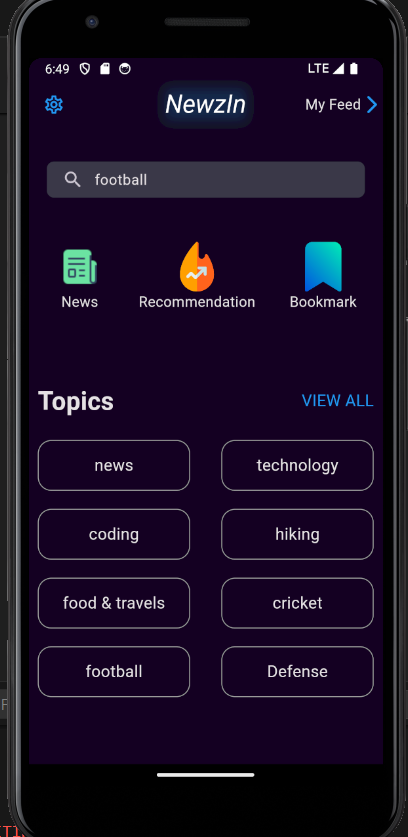 6:49
LTE
NewzIn
My Feed
football
News
Recommendation
Bookmark
Topics
VIEW ALL
news
technology
coding
hiking
food & travels
cricket
football
Defense